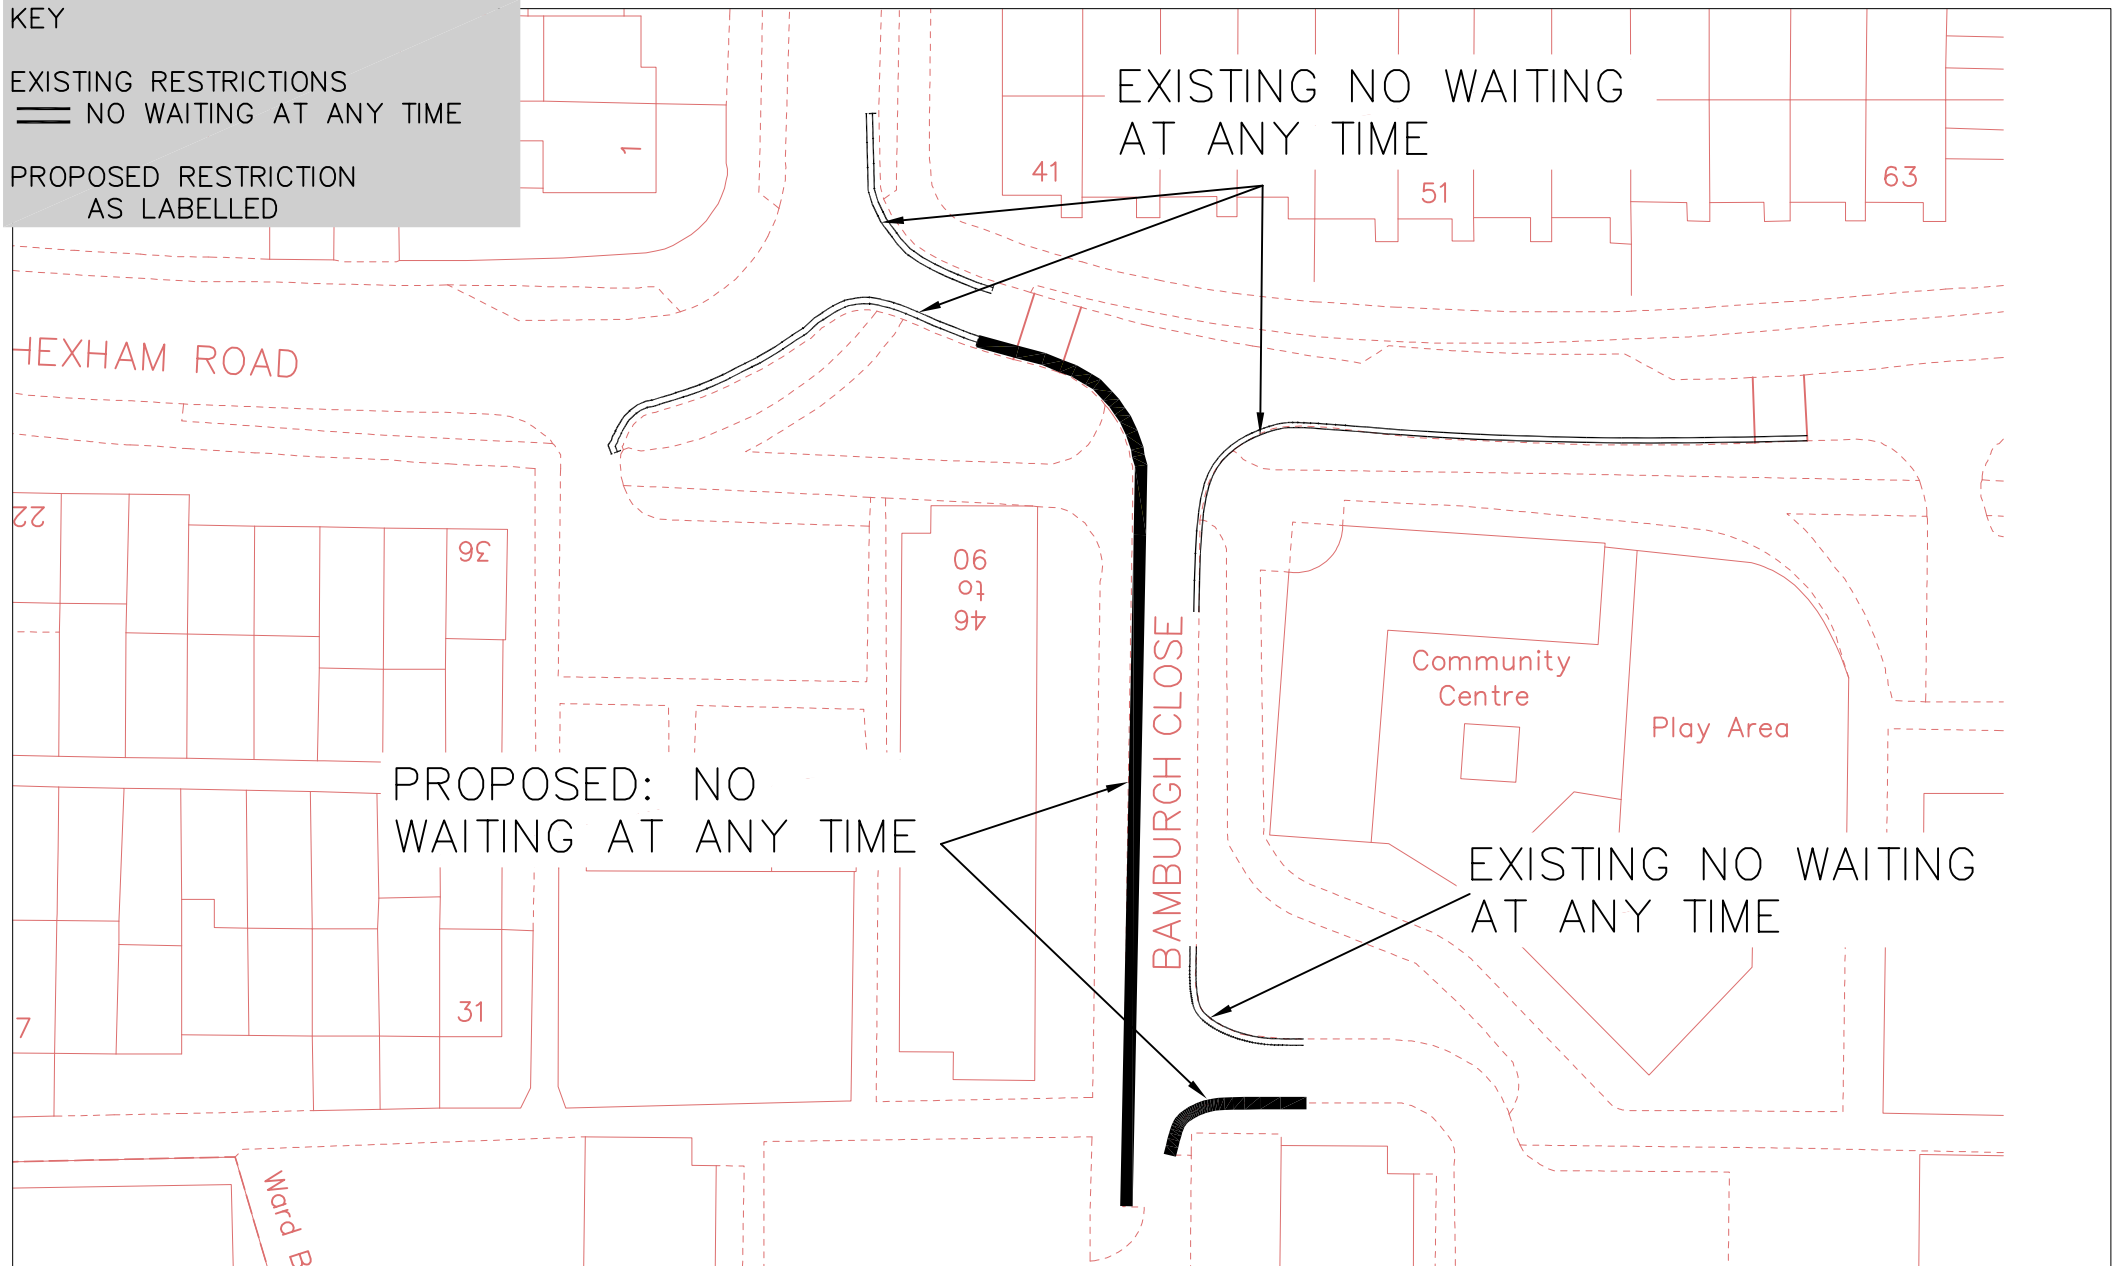 KEY
EXISTING RESTRICTIONS
NO WAITING AT ANY TIME
PROPOSED RESTRICTION
AS LABELLED
1
EXISTING NO WAITING
AT ANY TIME
41
51
63
HEXHAM ROAD
22
36
90
to
46
Community
Centre
Play Area
BAMBURGH CLOSE
PROPOSED: NO
WAITING AT ANY TIME
EXISTING NO WAITING
AT ANY TIME
7
31
Ward B